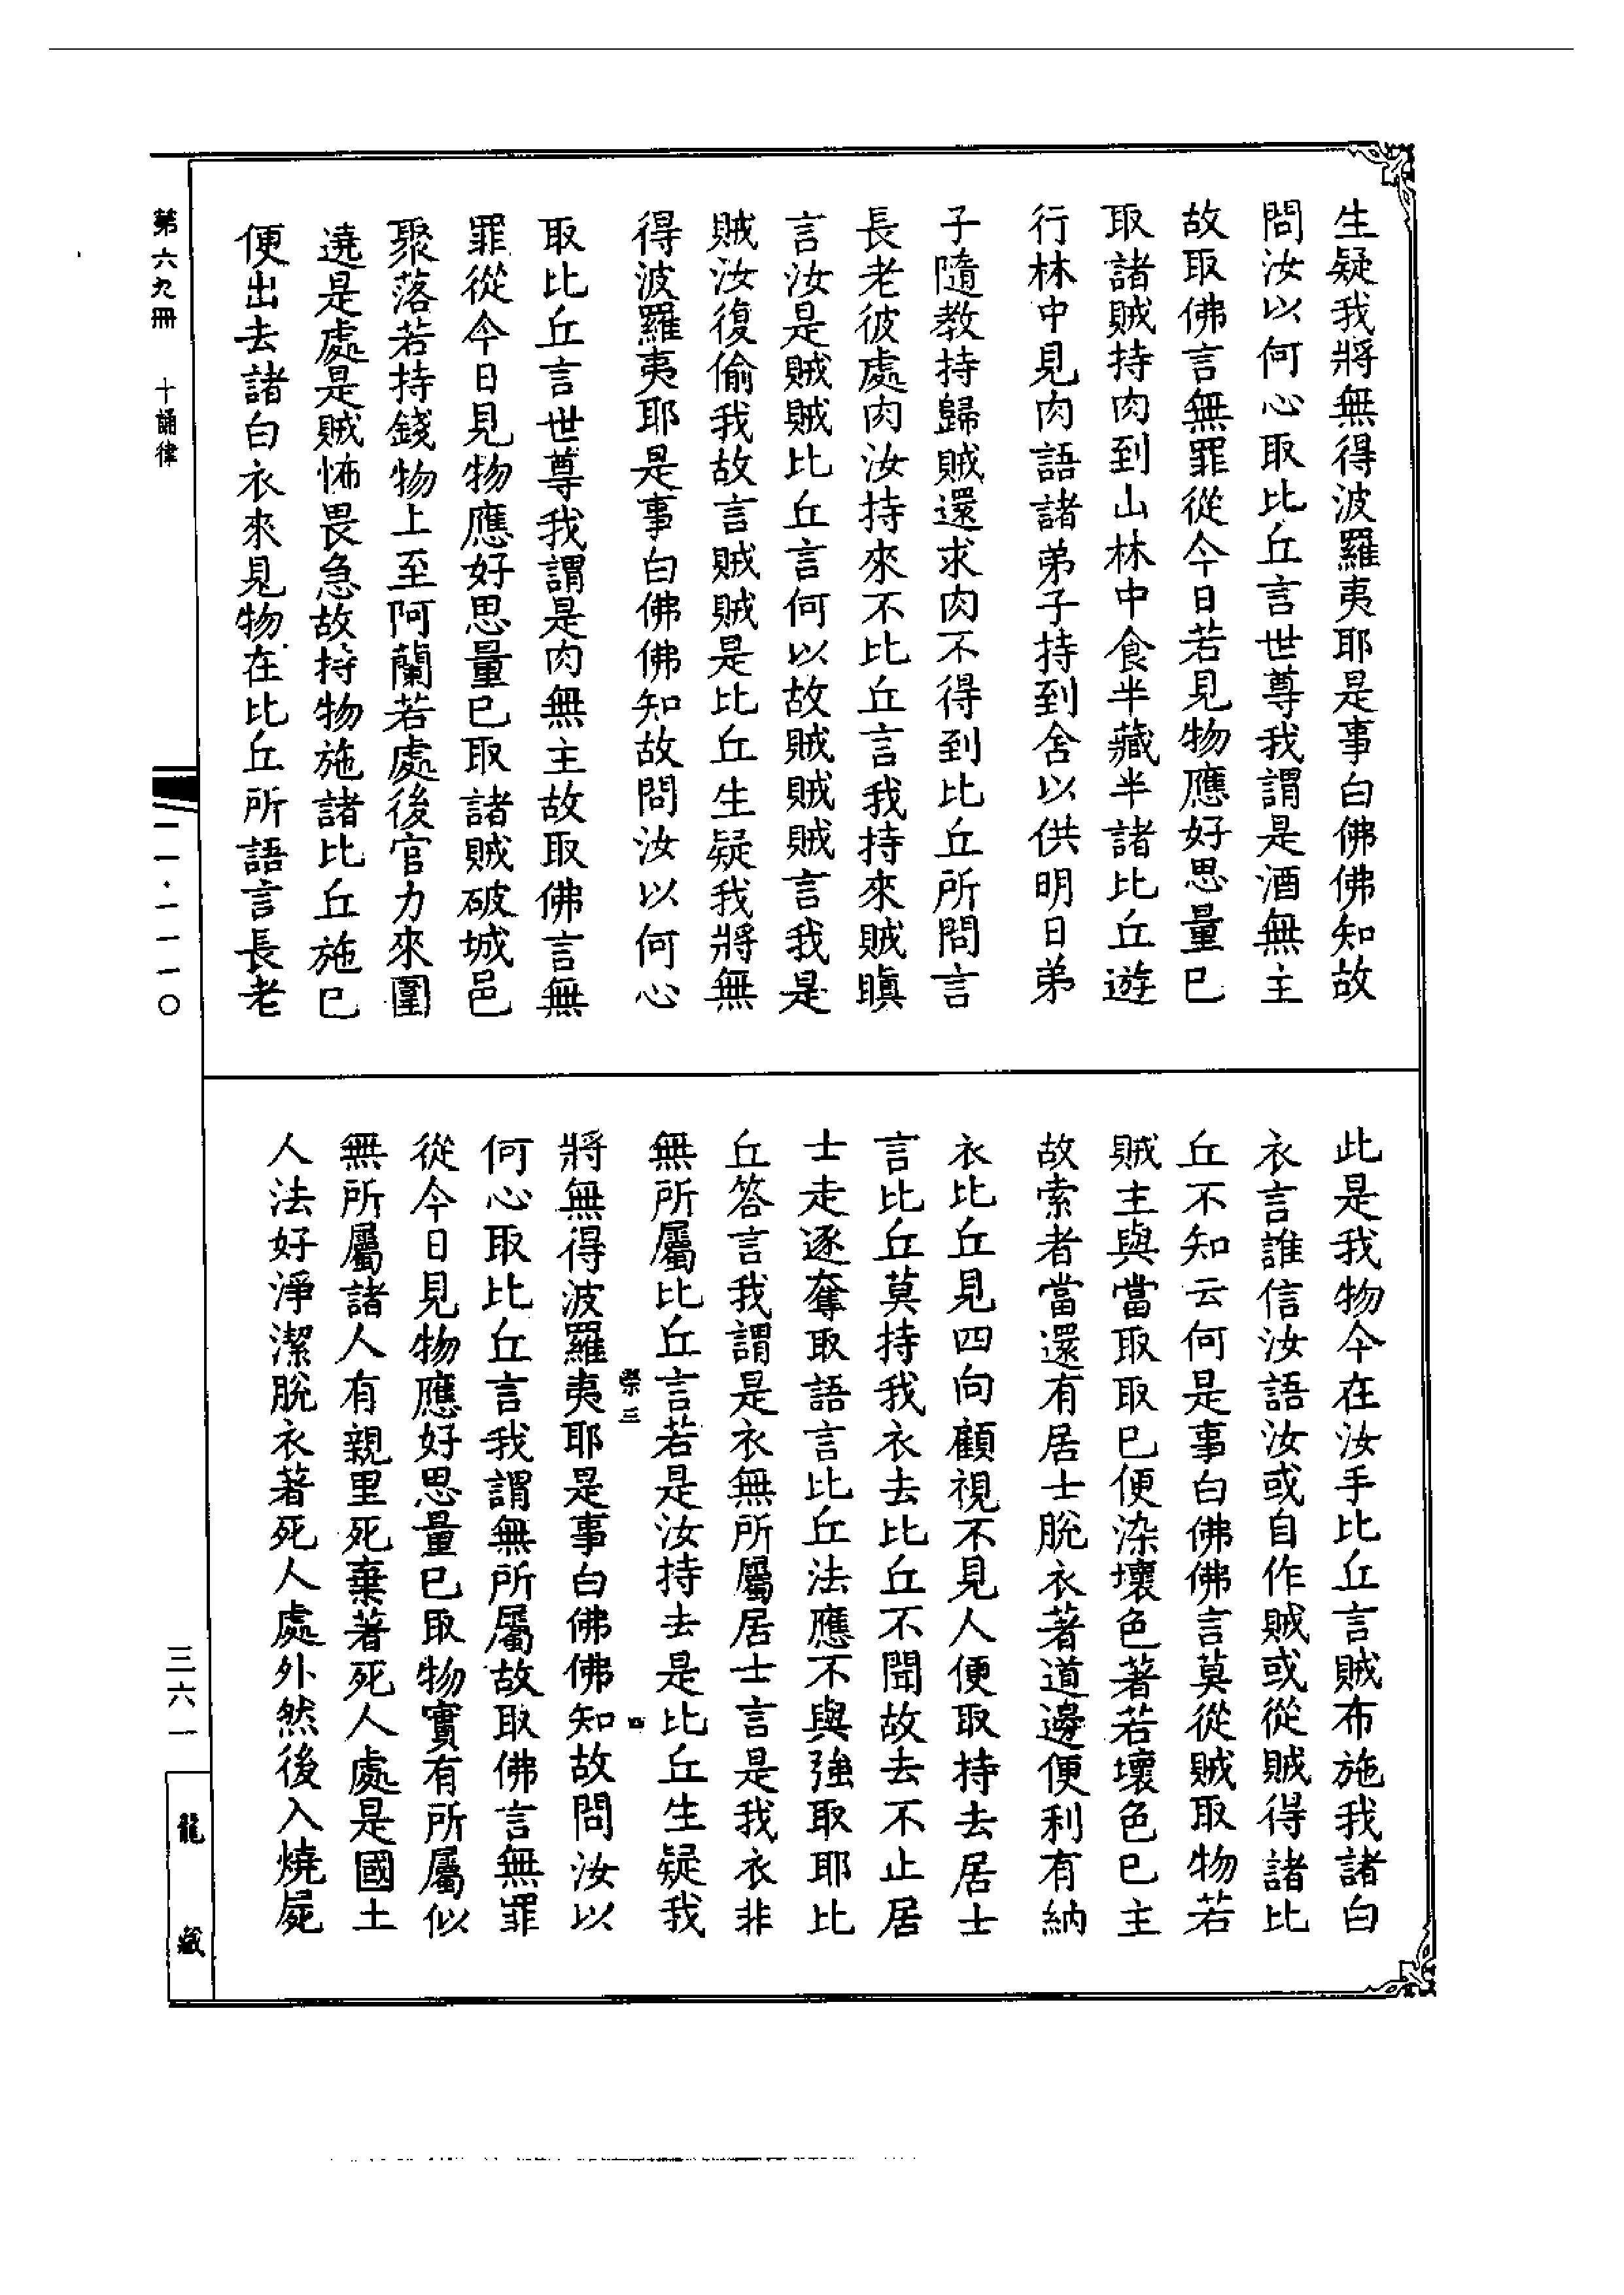 生疑我將無得波羅夷耶是事白佛佛知故
問汝以何心取比丘言世尊我謂是酒無主
故取佛言無罪從今日若見物應好思量已
取諸賊持肉到山林中食半藏半諸比丘遊
行林中見肉語諸弟子持到舍以供明日弟
子隨教持歸賊還求肉不得到比丘所問言
長老彼處肉汝持來不比丘言我持來賊瞋
言汝是賊賊比丘言何以故賊賊言我是
賊汝復偷我故言賊賊是比丘生疑我將無
得波羅夷耶是事白佛佛知故問汝以何心
取比丘言世尊我謂是肉無主故取佛言無
罪從今日見物應好思量已取諸賊破城邑
聚落若持錢物上至阿蘭若處後官力來圍
遶是處是賊怖畏急故持物施諸比丘施已
便出去諸白衣來見物在比丘所語言長老
此是我物今在汝手比丘言賊布施我諸白
衣言誰信汝語汝或自作賊或從賊得諸比
丘不知云何是事白佛佛言莫從賊取物若
賊主與當取取已便染壞色著若壞色已主
故索者當還有居士脫衣著道邊便利有納
衣比丘見四向顧視不見人便取持去居士
言比丘莫持我衣去比丘不聞故去不止居
士走逐奪取語言比丘法應不與強取耶比
丘答言我謂是衣無所屬居士言是我衣非
無所屬比丘言若是汝持去是比丘生疑我
榮三 四
將無得波羅夷耶是事白佛佛知故問汝以
何心取比丘言我謂無所屬故取佛言無罪
從今日見物應好思量已取物實有所屬似
無所屬諸人有親里死棄著死人處是國土
人法好淨潔脫衣著死人處外然後入燒屍
第六九冊 十誦律
一一·一一一〇
三六一
龍藏